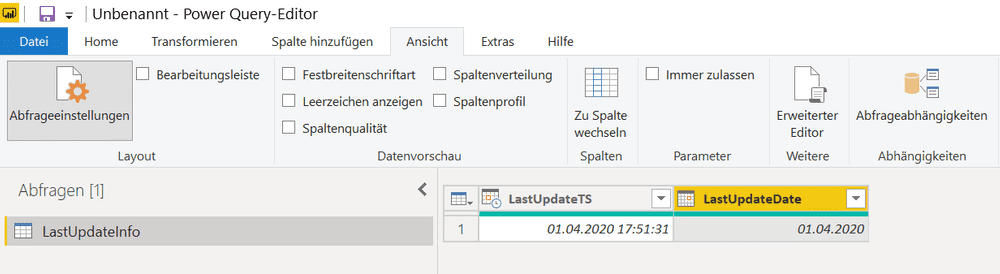 Unbenannt - Power Query-Editor
Datei Home Transformieren Spalte hinzufügen Ansicht Extras Hilfe
Abfrageeinstellungen
Layout
Bearbeitungsleiste
Festbreitenschriftart
Leerzeichen anzeigen
Spaltenqualität
Spaltenverteilung
Spaltenprofil
Datenvorschau
Zu Spalte
wechseln
Spalten
Immer zulassen
Parameter
Erweiterter
Editor
Weitere
Abfrageabhängigkeiten
Abhängigkeiten
Abfragen [1]
LastUpdateInfo
LastUpdateTS LastUpdateDate
1 01.04.2020 17:51:31 01.04.2020